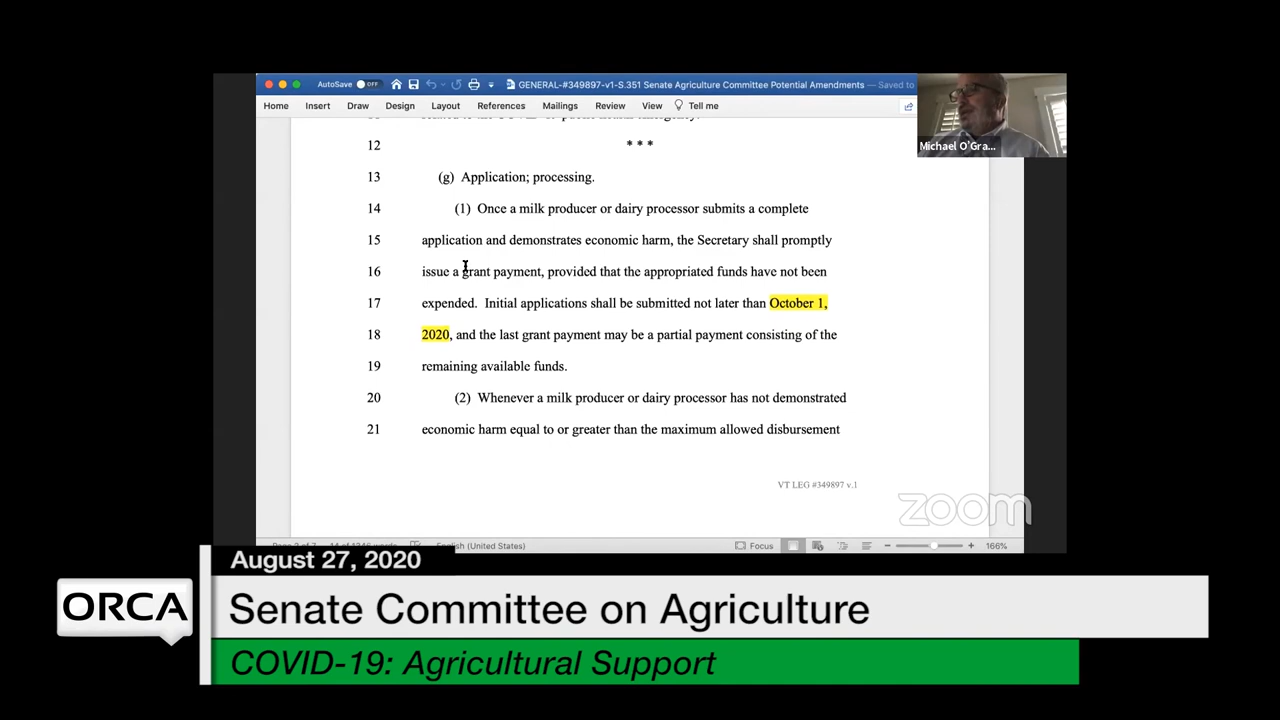 AutoSave OFF
GENERAL-#349897-v1-S.351 Senate Agriculture Committee Potential Amendments — Saved to
Home Insert Draw Design Layout References Mailings Review View Tell me
Michael O'Gra...
12 * * *
13 (g) Application; processing.
14 (1) Once a milk producer or dairy processor submits a complete
15 application and demonstrates economic harm, the Secretary shall promptly
16 issue a grant payment, provided that the appropriated funds have not been
17 expended. Initial applications shall be submitted not later than October 1,
18 2020, and the last grant payment may be a partial payment consisting of the
19 remaining available funds.
20 (2) Whenever a milk producer or dairy processor has not demonstrated
21 economic harm equal to or greater than the maximum allowed disbursement
VT LEG #349897 v.1
zoom
English (United States) Focus 166%
August 27, 2020
ORCA
Senate Committee on Agriculture
COVID-19: Agricultural Support